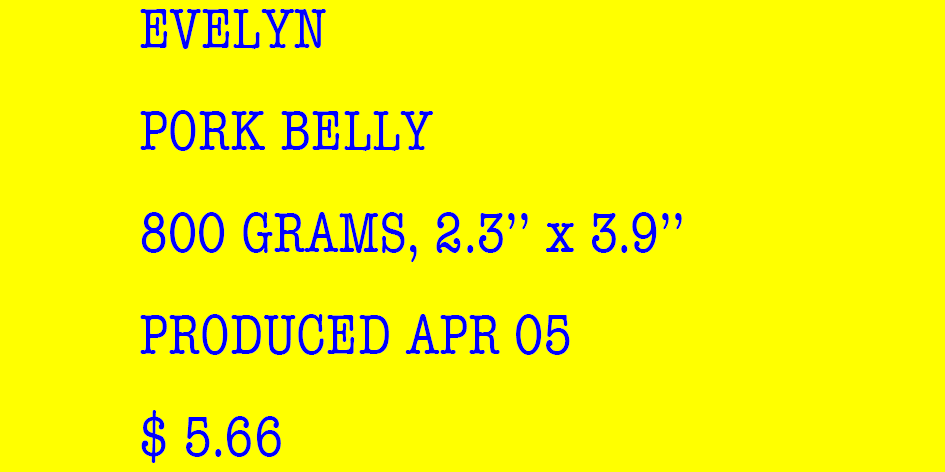 EVELYN
PORK BELLY
800 GRAMS, 2.3’’ x 3.9’’
PRODUCED APR 05
$ 5.66